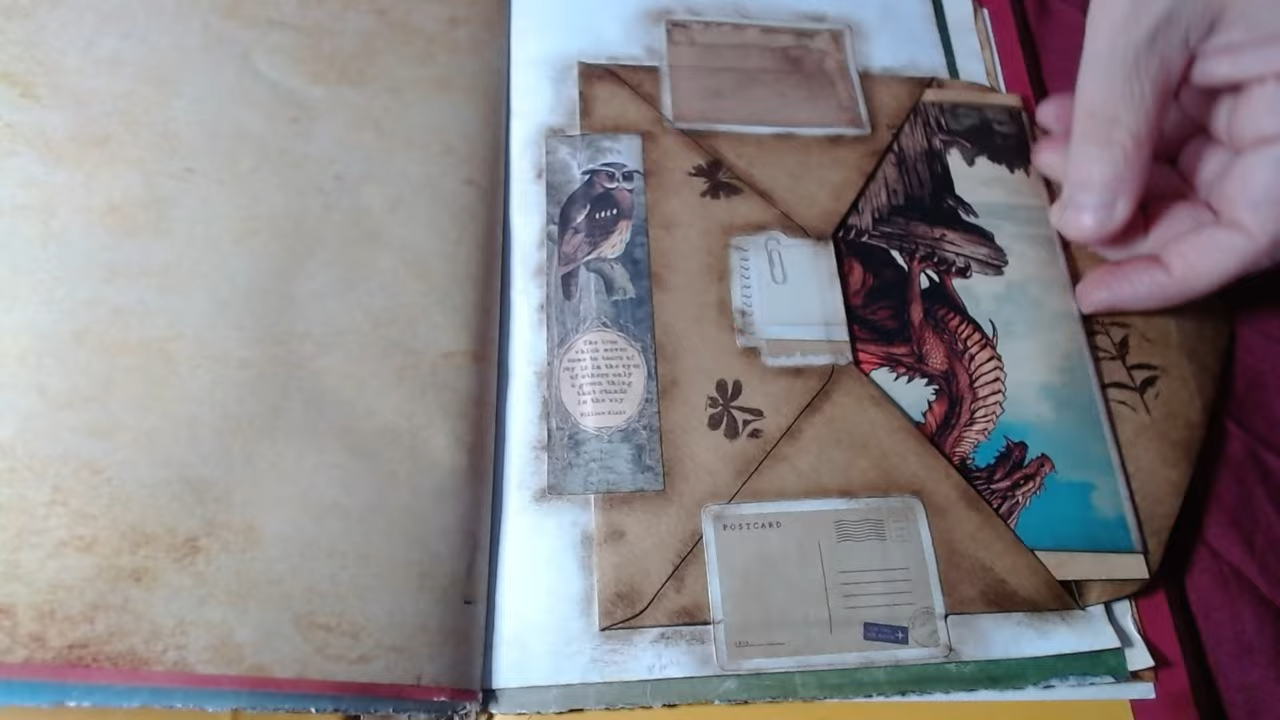 The tree
which moves
some to tears of
joy is in the eyes
of others only
a green thing
that stands
in the way
William Blake
POSTCARD